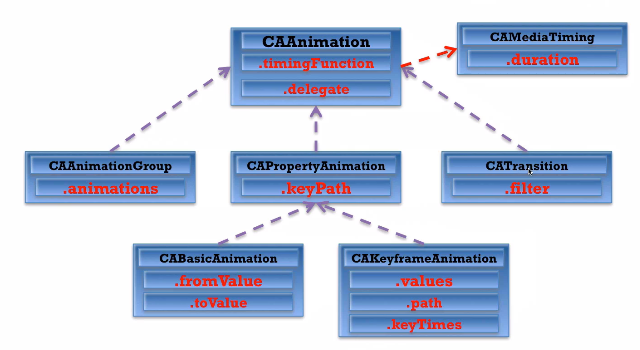 CAAnimation
.timingFunction
.delegate
CAMediaTiming
.duration
CAAnimationGroup
.animations
CAPropertyAnimation
.keyPath
CATransition
.filter
CABasicAnimation
.fromValue
.toValue
CAKeyframeAnimation
.values
.path
.keyTimes